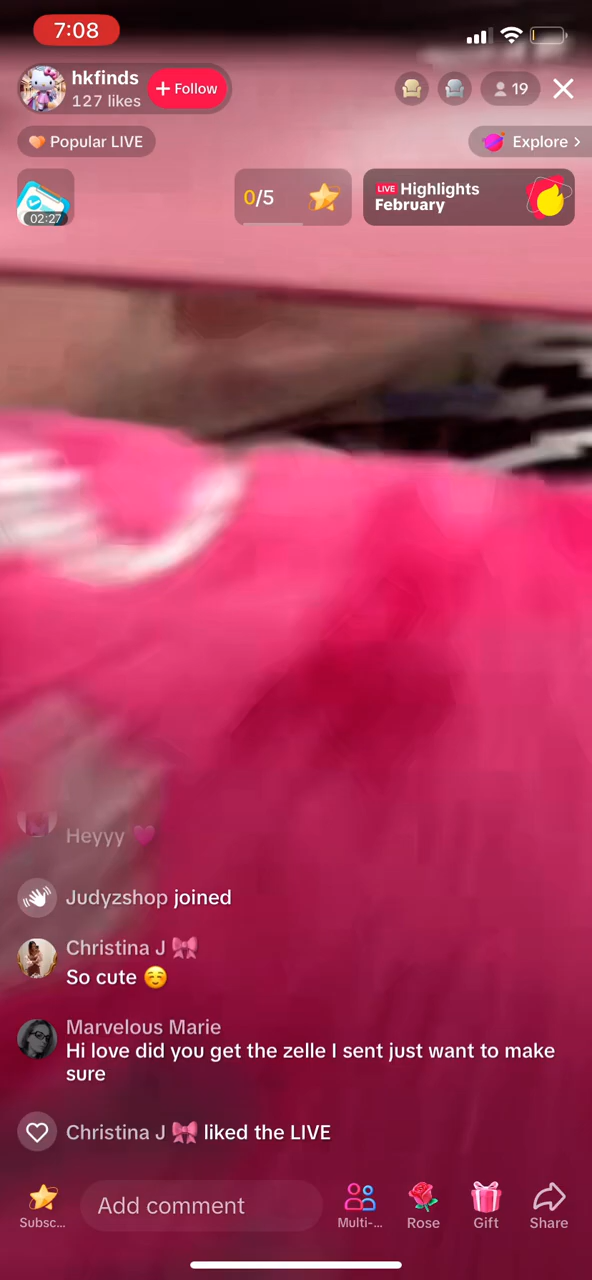 7:08
hkfinds
127 likes
+ Follow
19
Popular LIVE
Explore >
02:27
0/5
LIVE Highlights
February
Heyyy 💗
Judyzshop joined
Christina J 🎀
So cute ☺️
Marvelous Marie
Hi love did you get the zelle I sent just want to make
sure
Christina J 🎀 liked the LIVE
Subsc...
Add comment
Multi-...
Rose
Gift
Share